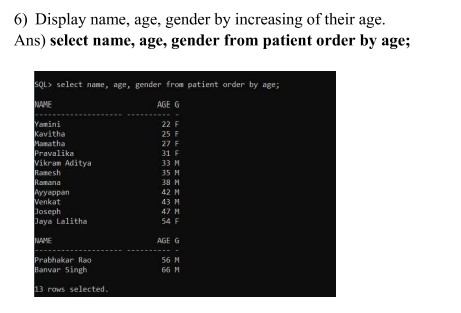 6) Display name, age, gender by increasing of their age.
Ans) select name, age, gender from patient order by age;
SQL> select name, age, gender from patient order by age;
NAME AGE G
-------------------- ---------- -
Yamini 22 F
Kavitha 25 F
Mamatha 27 F
Pravalika 31 F
Vikram Aditya 33 M
Ramesh 35 M
Ramana 38 M
Ayyappan 42 M
Venkat 43 M
Joseph 47 M
Jaya Lalitha 54 F
NAME AGE G
-------------------- ---------- -
Prabhakar Rao 56 M
Banvar Singh 66 M
13 rows selected.